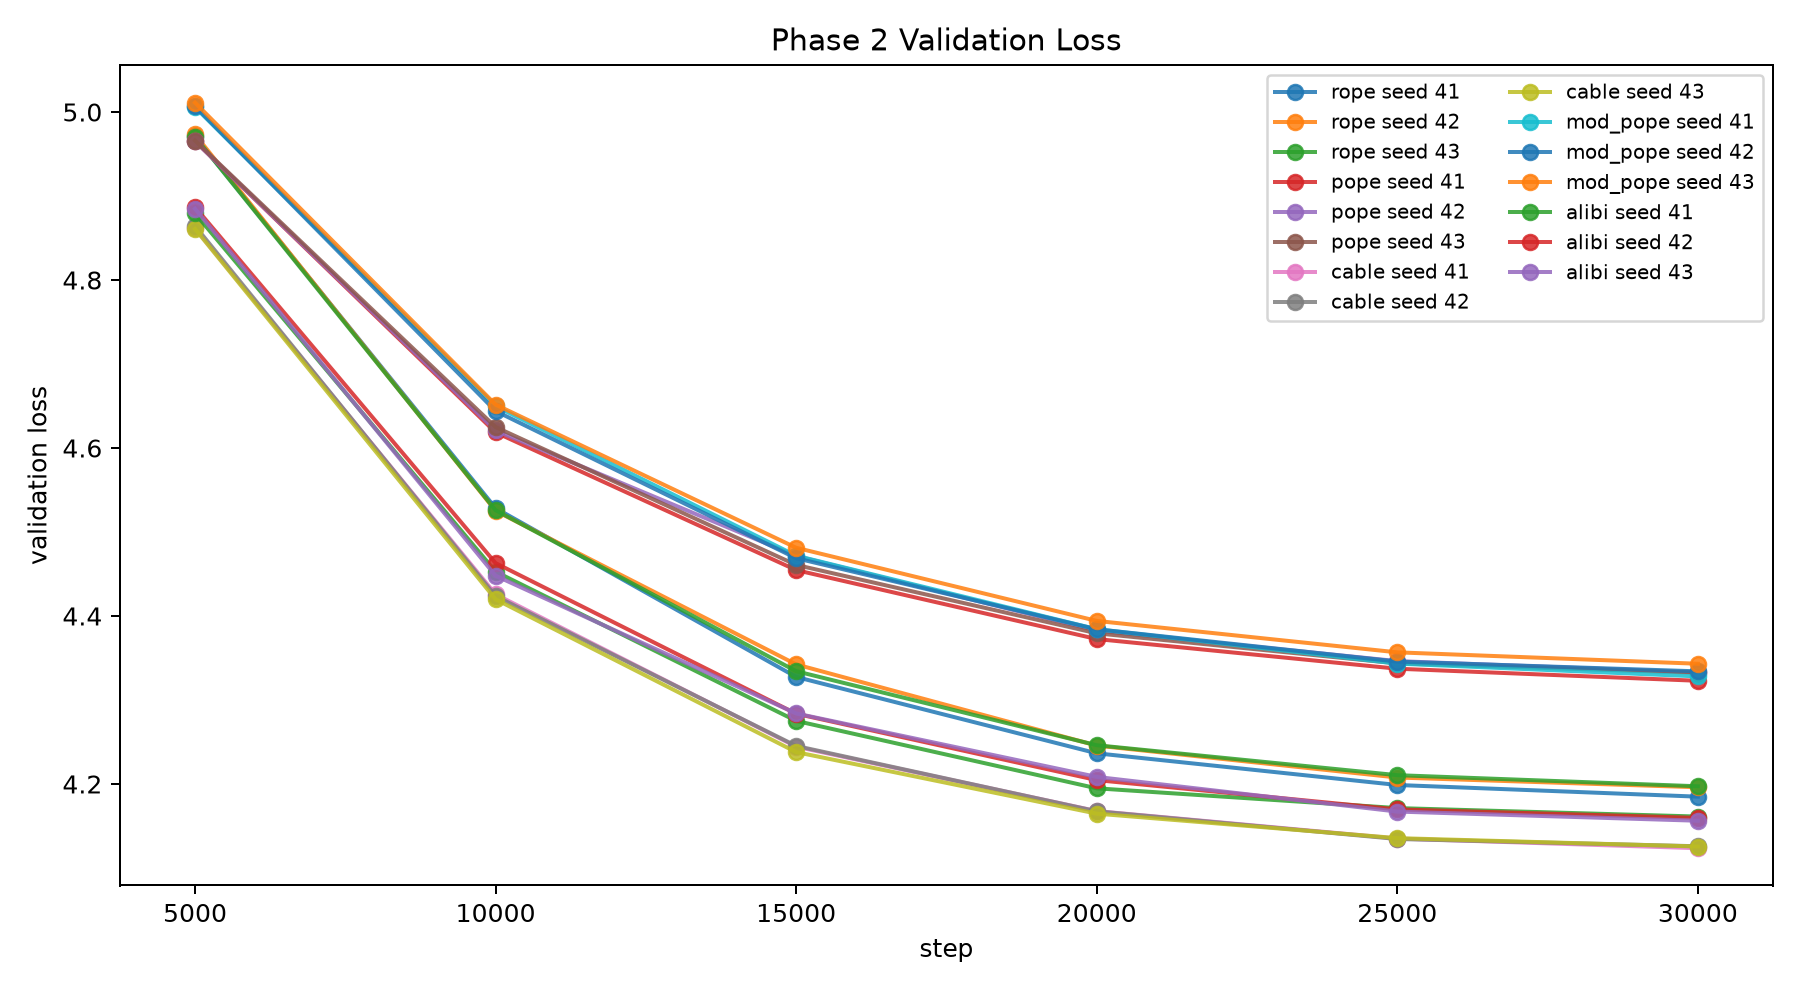 Phase 2 Validation Loss
validation loss
5.0
4.8
4.6
4.4
4.2
rope seed 41
rope seed 42
rope seed 43
pope seed 41
pope seed 42
pope seed 43
cable seed 41
cable seed 42
cable seed 43
mod_pope seed 41
mod_pope seed 42
mod_pope seed 43
alibi seed 41
alibi seed 42
alibi seed 43
5000 10000 15000 20000 25000 30000
step